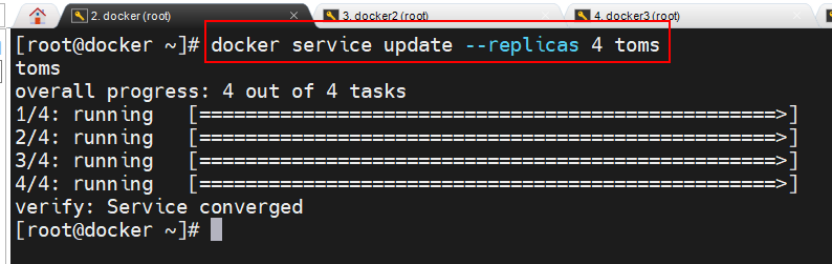 2. docker (root)
3. docker2 (root)
4. docker3 (root)
[root@docker ~]# docker service update --replicas 4 toms
toms
overall progress: 4 out of 4 tasks
1/4: running   [==================================================>]
2/4: running   [==================================================>]
3/4: running   [==================================================>]
4/4: running   [==================================================>]
verify: Service converged
[root@docker ~]#